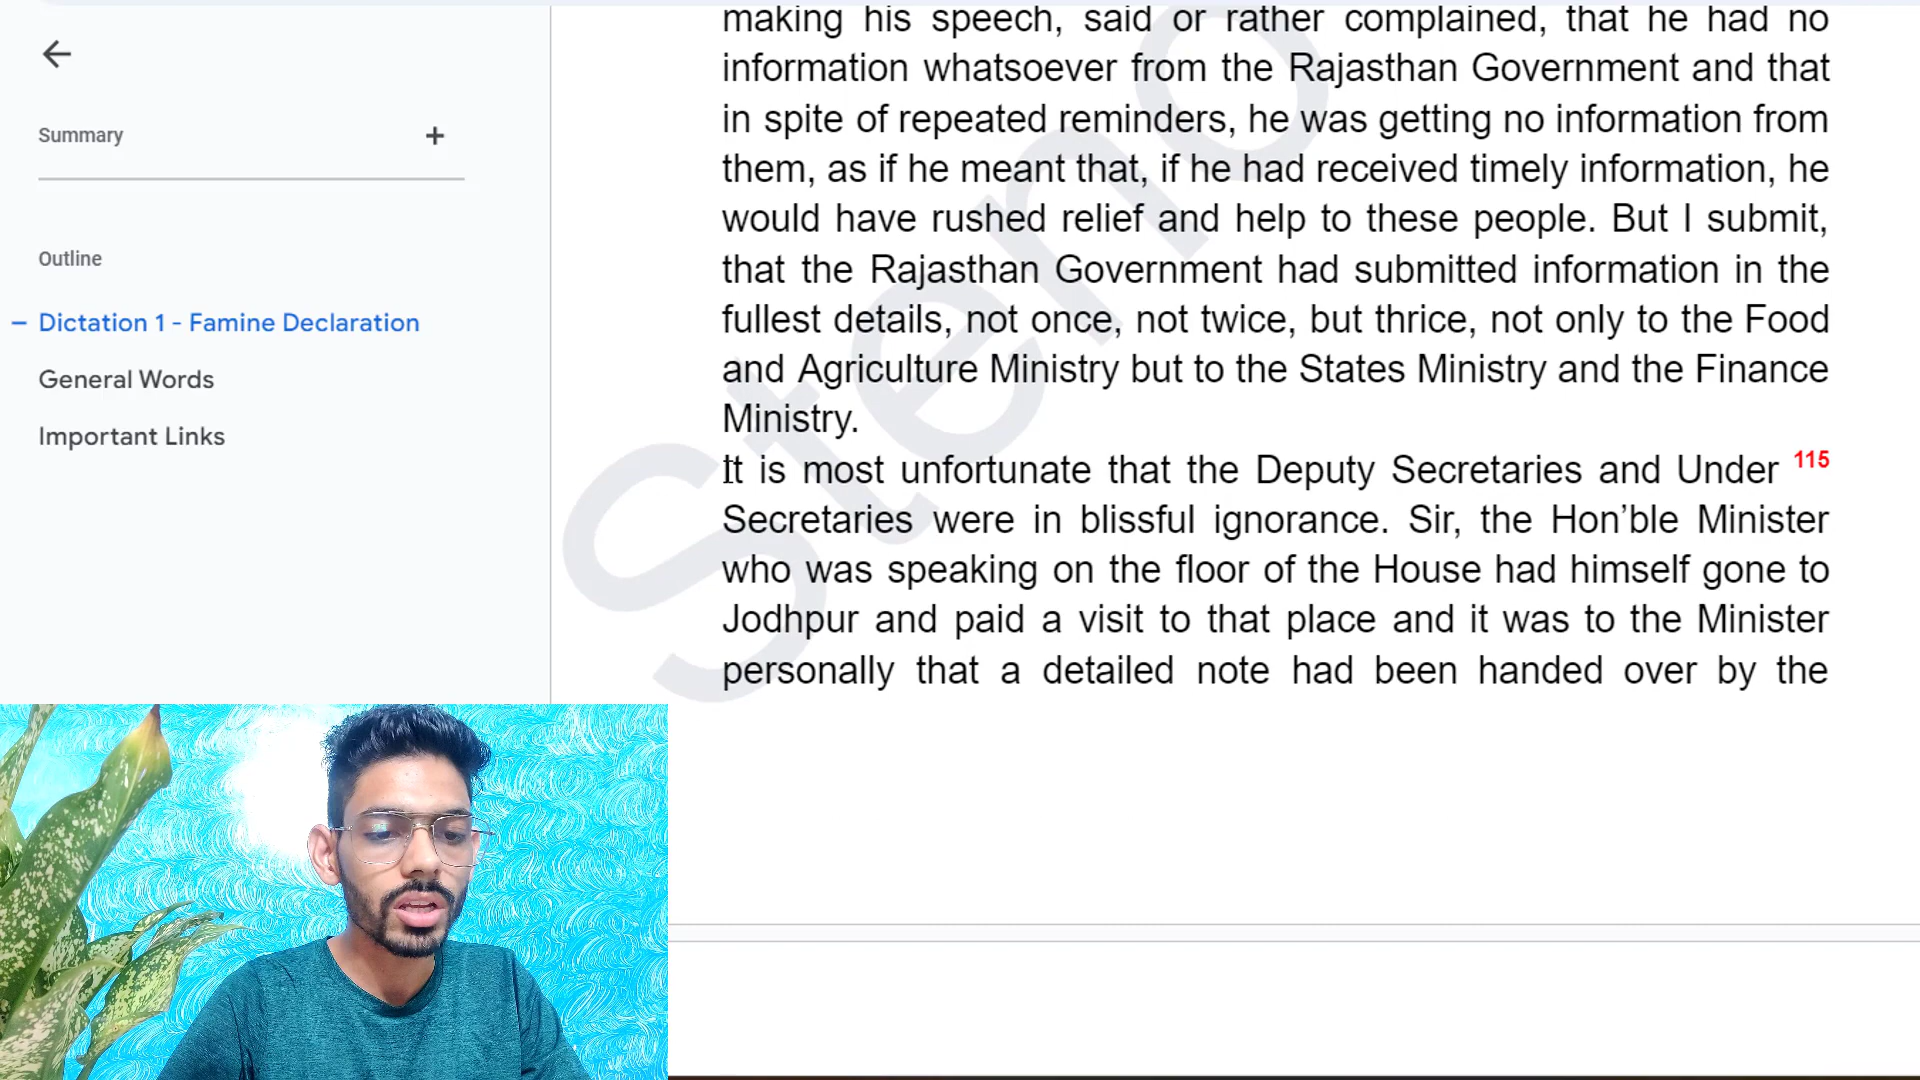 Summary
Outline
Dictation 1 - Famine Declaration
General Words
Important Links
making his speech, said or rather complained, that he had no
information whatsoever from the Rajasthan Government and that
in spite of repeated reminders, he was getting no information from
them, as if he meant that, if he had received timely information, he
would have rushed relief and help to these people. But I submit,
that the Rajasthan Government had submitted information in the
fullest details, not once, not twice, but thrice, not only to the Food
and Agriculture Ministry but to the States Ministry and the Finance
Ministry.
It is most unfortunate that the Deputy Secretaries and Under 115
Secretaries were in blissful ignorance. Sir, the Hon’ble Minister
who was speaking on the floor of the House had himself gone to
Jodhpur and paid a visit to that place and it was to the Minister
personally that a detailed note had been handed over by the
Steno